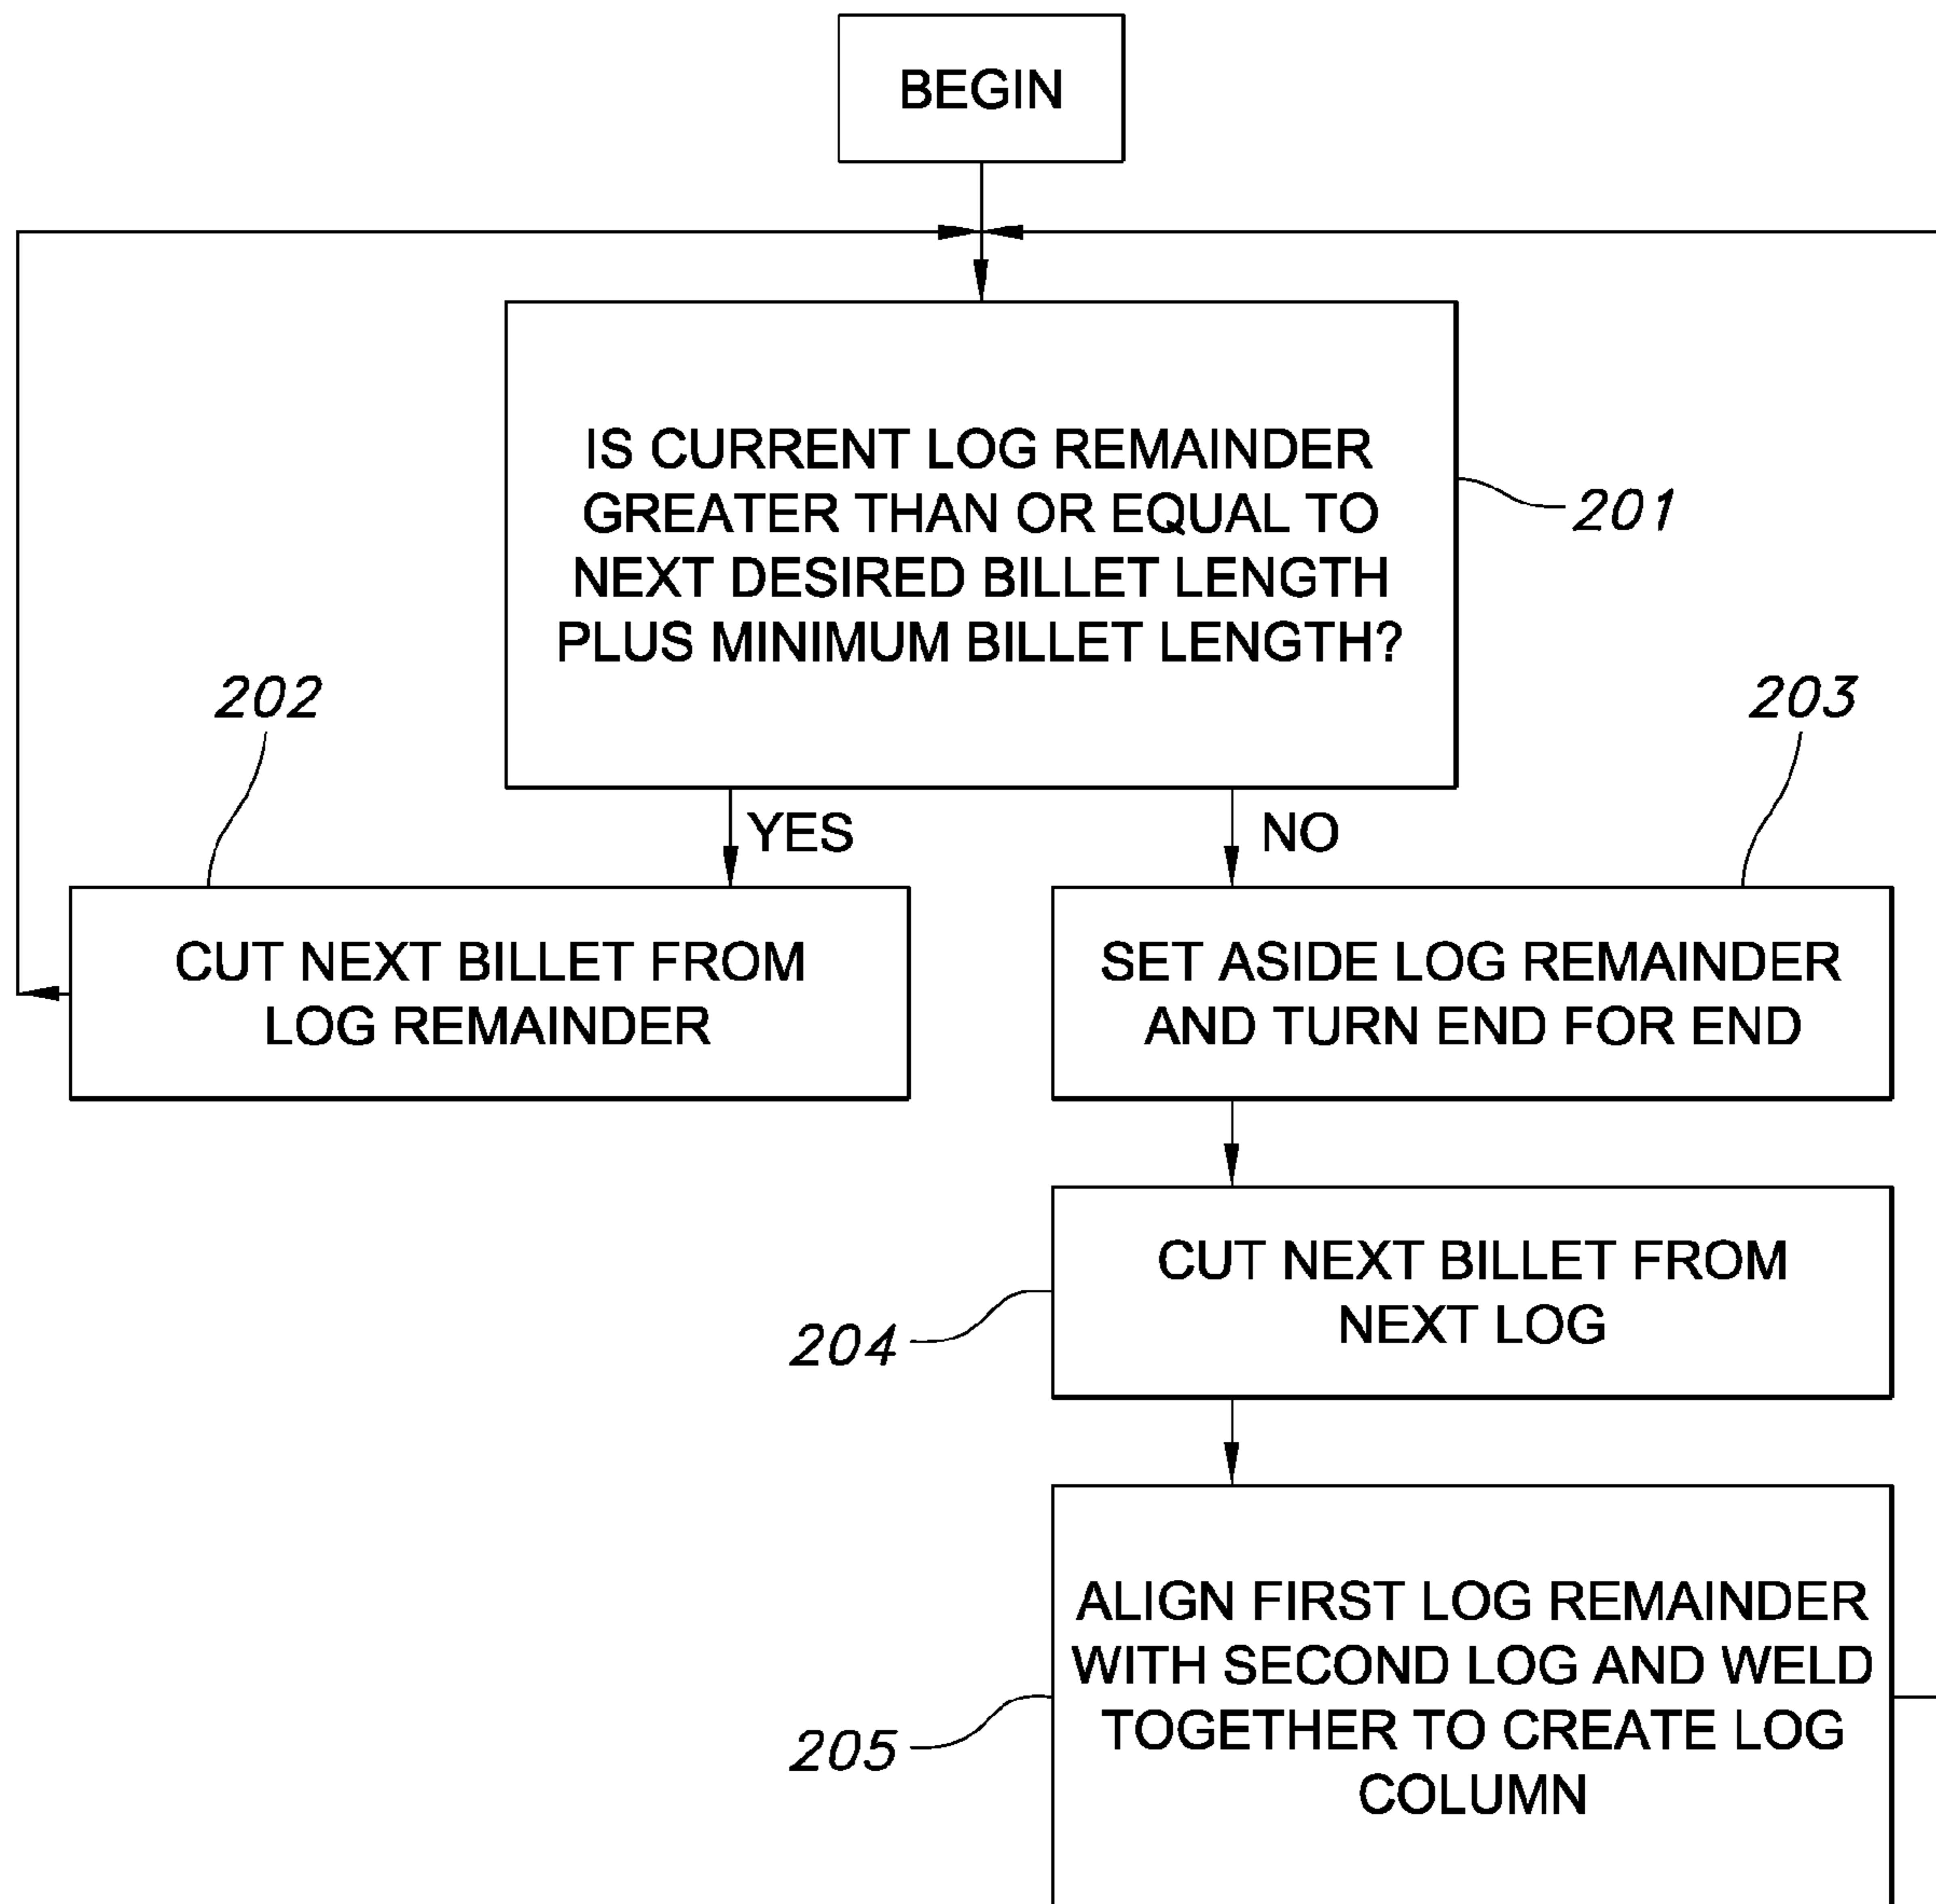 BEGIN
IS CURRENT LOG REMAINDER
GREATER THAN OR EQUAL TO
NEXT DESIRED BILLET LENGTH
PLUS MINIMUM BILLET LENGTH?
201
202
203
YES
NO
CUT NEXT BILLET FROM
LOG REMAINDER
SET ASIDE LOG REMAINDER
AND TURN END FOR END
CUT NEXT BILLET FROM
NEXT LOG
204
ALIGN FIRST LOG REMAINDER
WITH SECOND LOG AND WELD
TOGETHER TO CREATE LOG
COLUMN
205